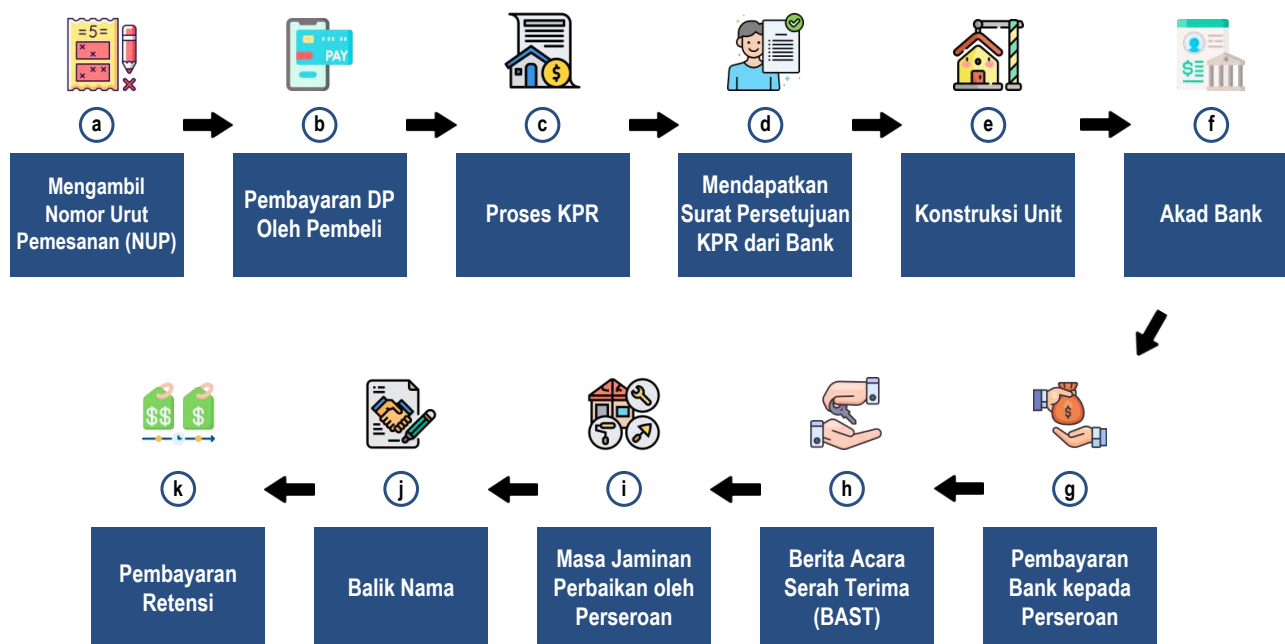 =5=
PAY
$
$
a
b
c
d
e
f
Mengambil
Nomor Urut
Pemesanan (NUP)
Pembayaran DP
Oleh Pembeli
Proses KPR
Mendapatkan
Surat Persetujuan
KPR dari Bank
Konstruksi Unit
Akad Bank
$
g
Pembayaran
Bank kepada
Perseroan
h
Berita Acara
Serah Terima
(BAST)
i
Masa Jaminan
Perbaikan oleh
Perseroan
j
Balik Nama
$$
$
k
Pembayaran
Retensi